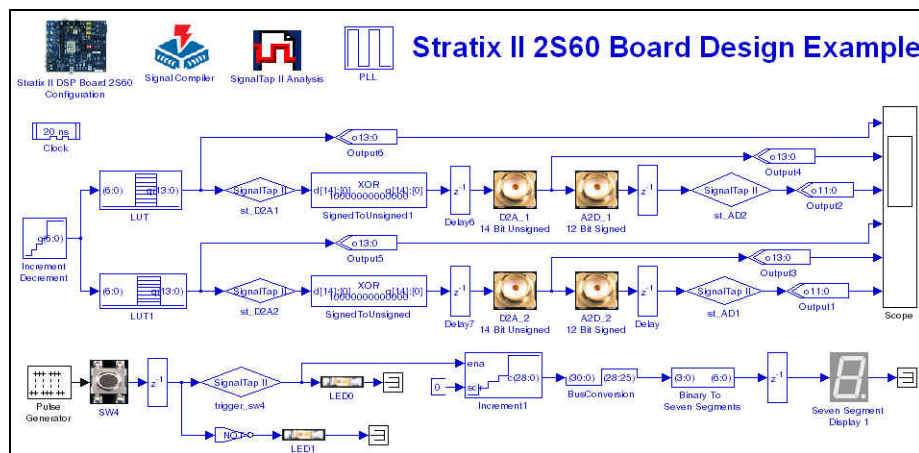 Stratix II 2S60 Board Design Example
Stratix II DSP Board 2S60
Configuration
Signal Compiler
SignalTap II Analysis
PLL
20 ns
Clock
o13:0
Output6
o13:0
Output4
(6:0) q(13:0)
LUT
SignalTap II
st_D2A1
d[14]:[0] XOR q[14]:[0]
10000000000000
SignedToUnsigned1
z-1
Delay6
D2A_1
14 Bit Unsigned
A2D_1
12 Bit Signed
z-1
SignalTap II
st_AD2
o11:0
Output2
q(6:0)
Increment
Decrement
o13:0
Output5
o13:0
Output3
(6:0) q(13:0)
LUT1
SignalTap II
st_D2A2
d[14]:[0] XOR q[14]:[0]
10000000000000
SignedToUnsigned
z-1
Delay7
D2A_2
14 Bit Unsigned
A2D_2
12 Bit Signed
z-1
Delay
SignalTap II
st_AD1
o11:0
Output1
Scope
Pulse
Generator
SW4
z-1
SignalTap II
trigger_sw4
LED0
NOT
LED1
0
ena
sclr
c(28:0)
Increment1
(30:0) (28:25)
BusConversion
(3:0) (6:0)
Binary To
Seven Segments
z-1
Seven Segment
Display 1